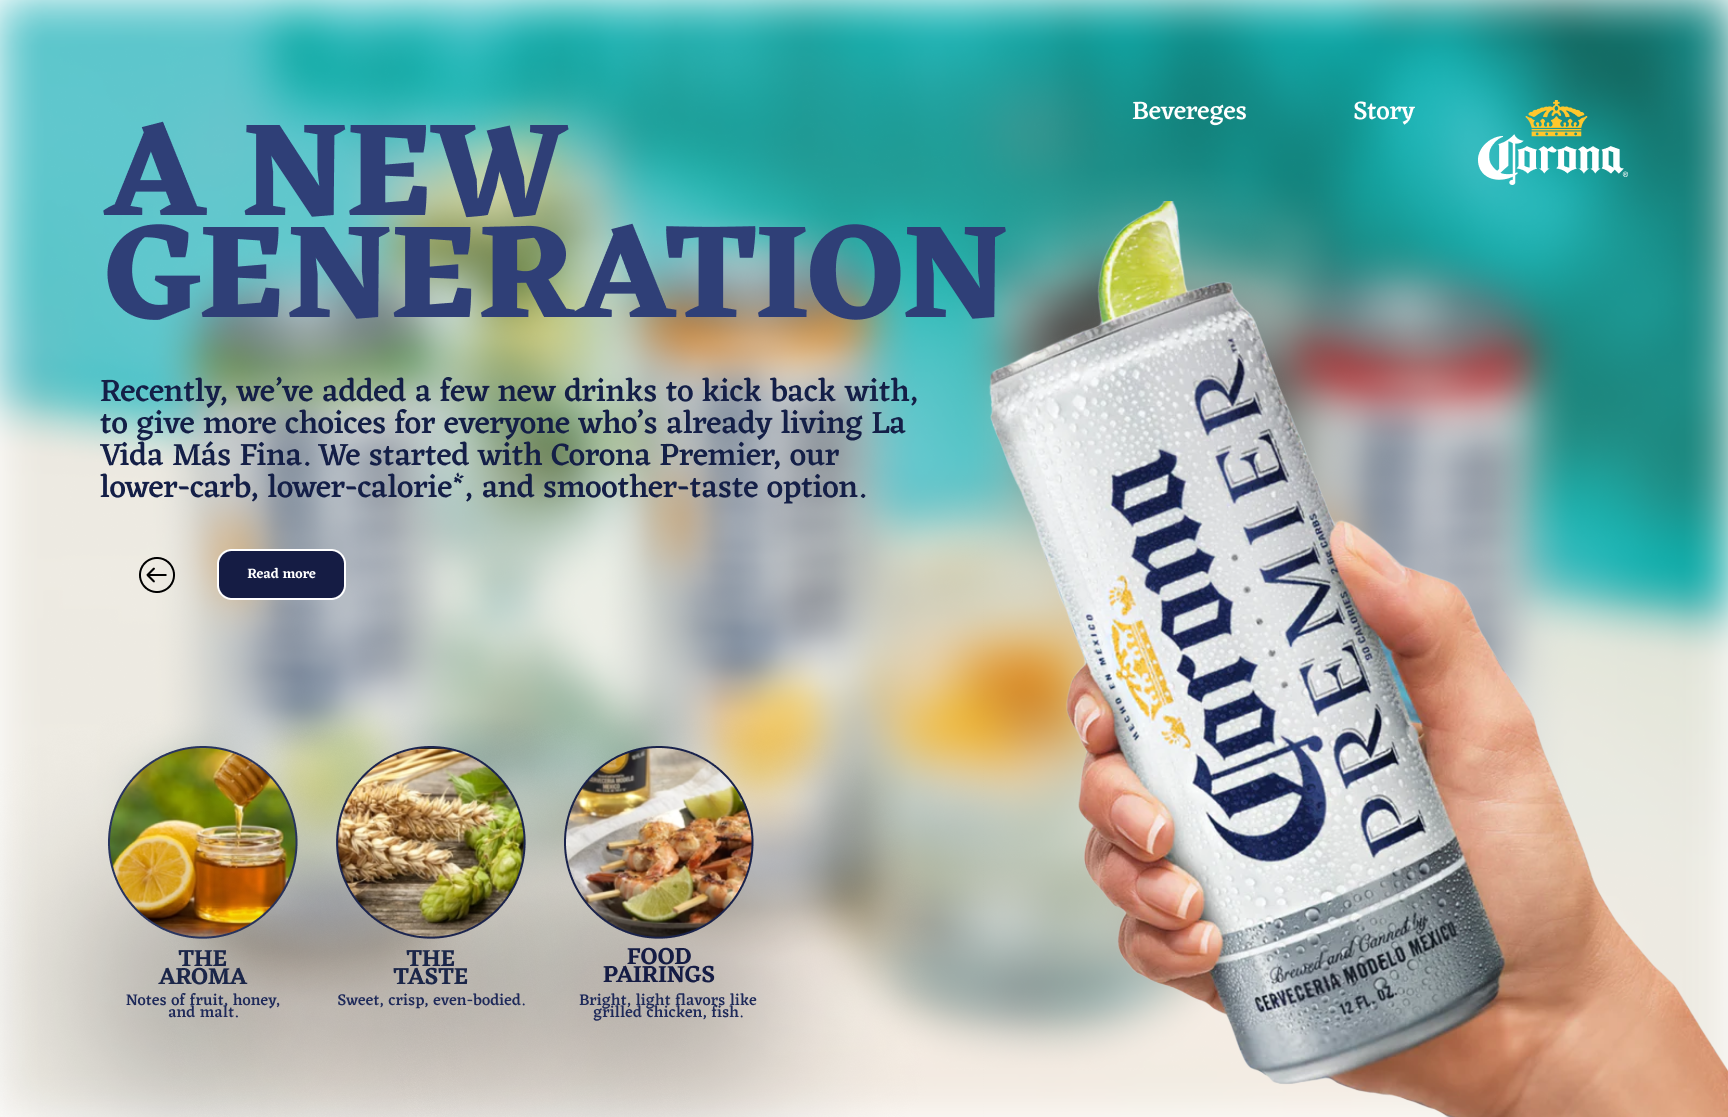 Bevereges
Story
Corona
A NEW
GENERATION
Recently, we’ve added a few new drinks to kick back with,
to give more choices for everyone who’s already living La
Vida Más Fina. We started with Corona Premier, our
lower-carb, lower-calorie*, and smoother-taste option.
Read more
HECHO EN MÉXICO
Corona
PREMIER™
90 CALORIES 2.6g CARBS
Brewed and Canned by
CERVECERIA MODELO MEXICO
12 FL. OZ.
THE
AROMA
Notes of fruit, honey,
and malt.
THE
TASTE
Sweet, crisp, even-bodied.
FOOD
PAIRINGS
Bright, light flavors like
grilled chicken, fish.